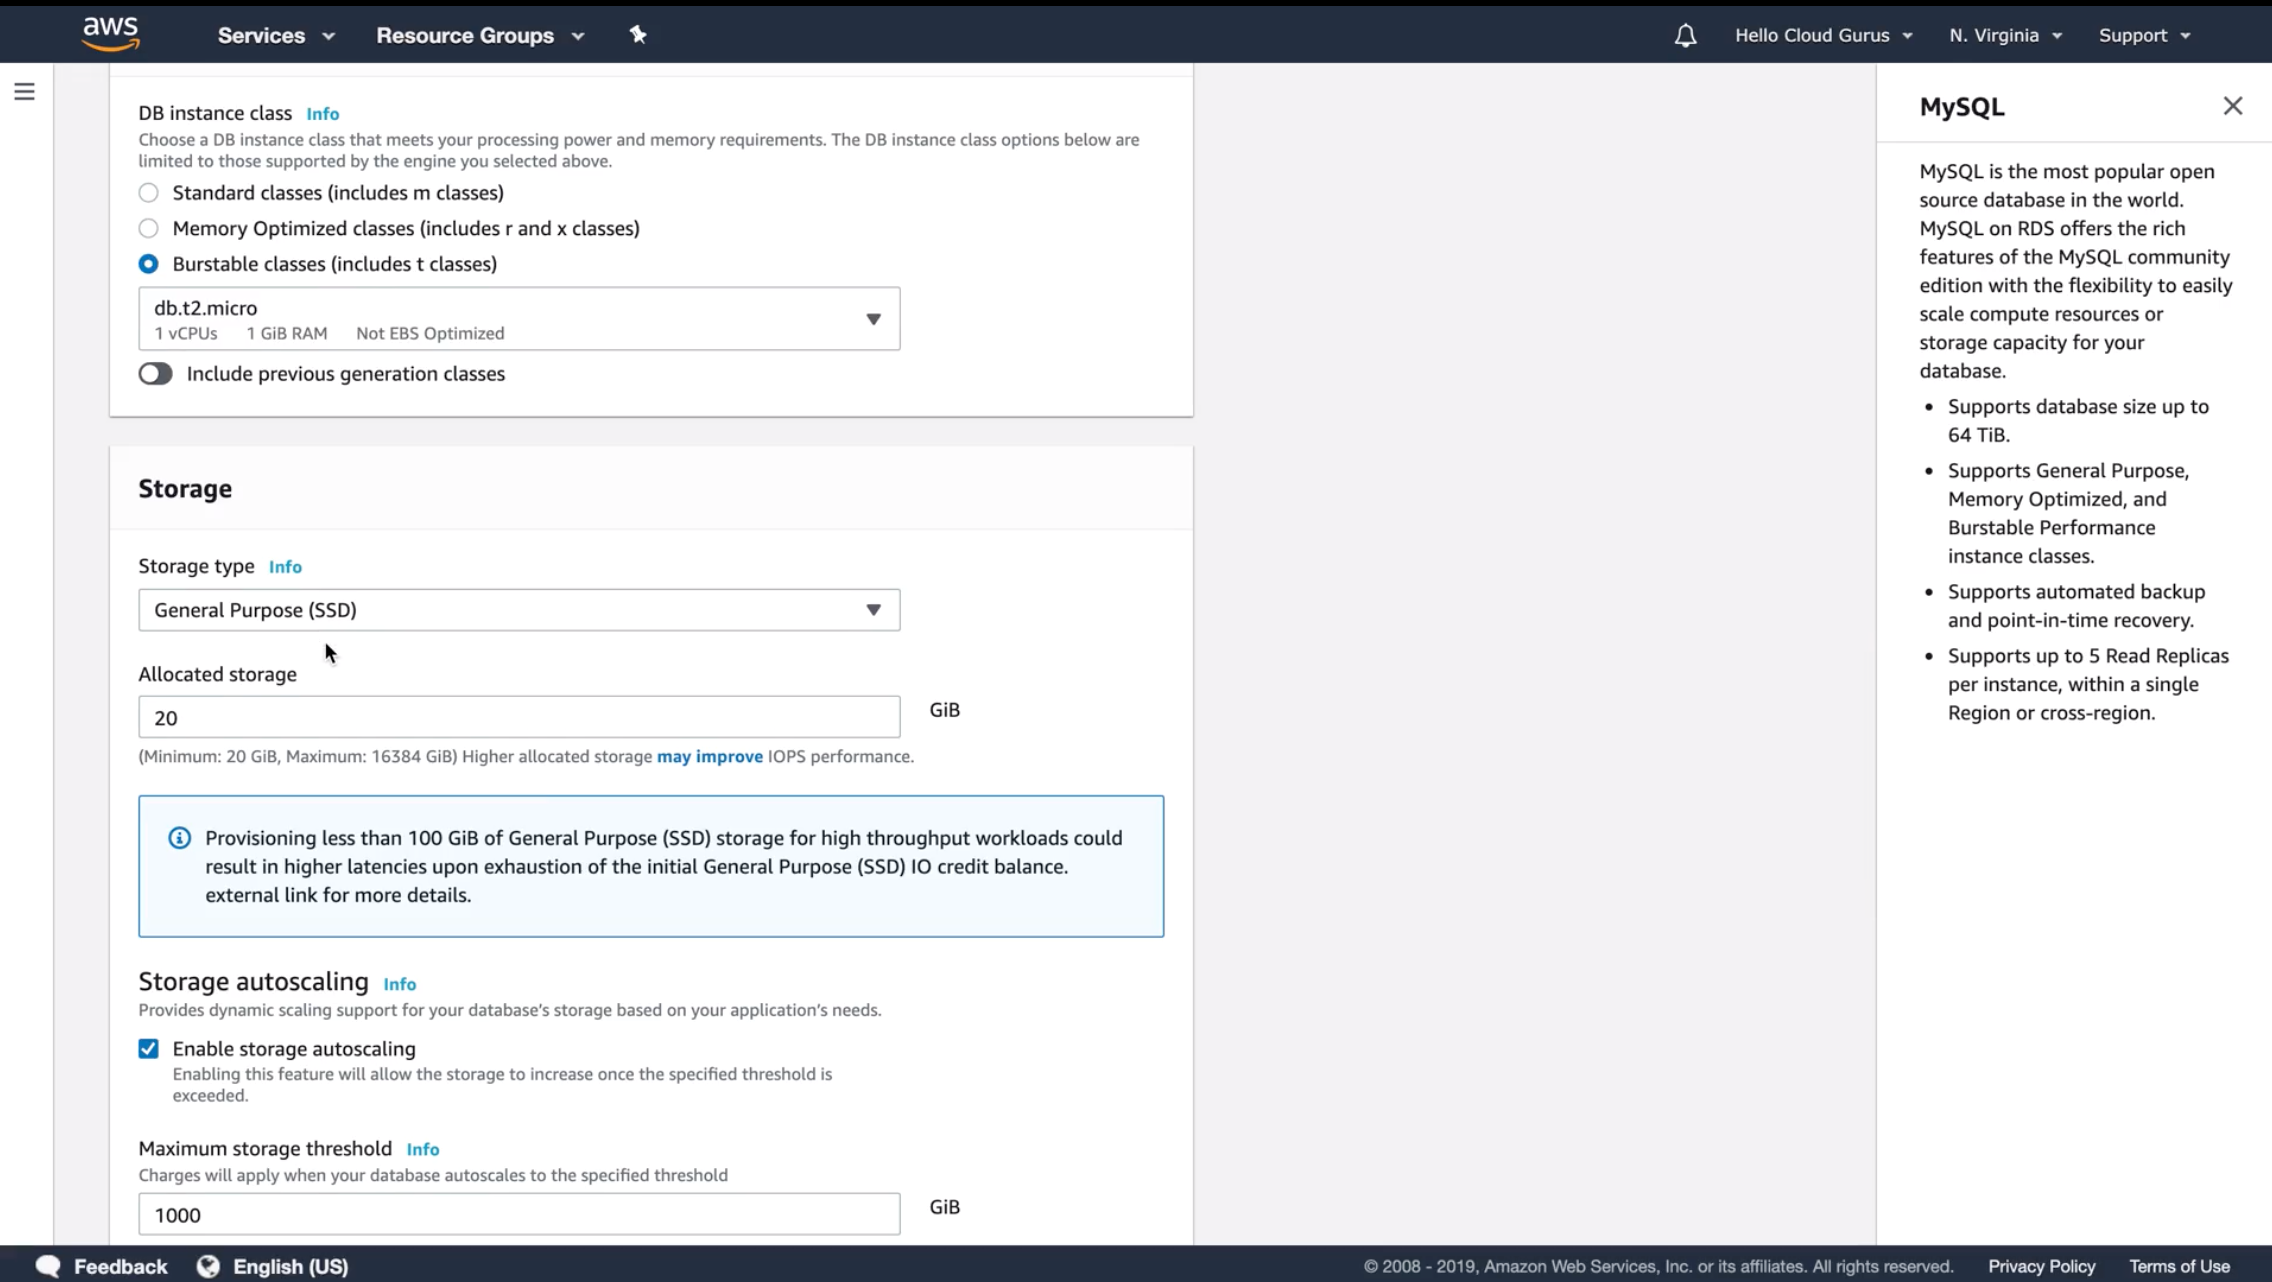 aws
Services
Resource Groups
Hello Cloud Gurus
N. Virginia
Support
DB instance class Info
Choose a DB instance class that meets your processing power and memory requirements. The DB instance class options below are
limited to those supported by the engine you selected above.
Standard classes (includes m classes)
Memory Optimized classes (includes r and x classes)
Burstable classes (includes t classes)
db.t2.micro
1 vCPUs 1 GiB RAM Not EBS Optimized
Include previous generation classes
Storage
Storage type Info
General Purpose (SSD)
Allocated storage
20
GiB
(Minimum: 20 GiB, Maximum: 16384 GiB) Higher allocated storage may improve IOPS performance.
Provisioning less than 100 GiB of General Purpose (SSD) storage for high throughput workloads could
result in higher latencies upon exhaustion of the initial General Purpose (SSD) IO credit balance.
external link for more details.
Storage autoscaling Info
Provides dynamic scaling support for your database's storage based on your application's needs.
Enable storage autoscaling
Enabling this feature will allow the storage to increase once the specified threshold is
exceeded.
Maximum storage threshold Info
Charges will apply when your database autoscales to the specified threshold
1000
GiB
MySQL
MySQL is the most popular open
source database in the world.
MySQL on RDS offers the rich
features of the MySQL community
edition with the flexibility to easily
scale compute resources or
storage capacity for your
database.
• Supports database size up to
64 TiB.
• Supports General Purpose,
Memory Optimized, and
Burstable Performance
instance classes.
• Supports automated backup
and point-in-time recovery.
• Supports up to 5 Read Replicas
per instance, within a single
Region or cross-region.
Feedback
English (US)
© 2008 - 2019, Amazon Web Services, Inc. or its affiliates. All rights reserved.
Privacy Policy
Terms of Use